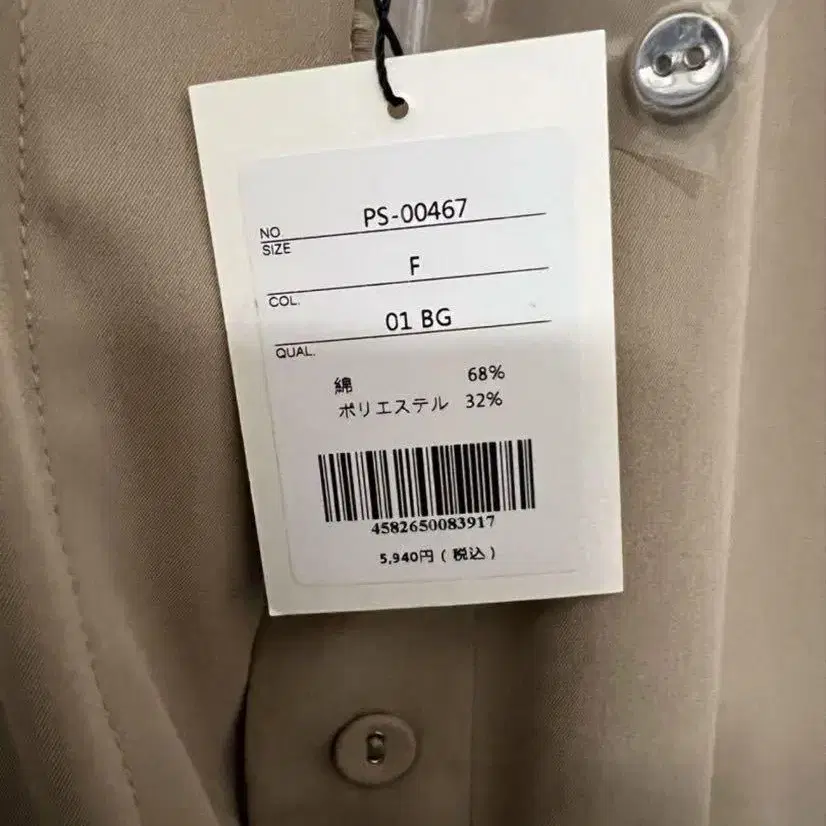 NO PS-00467
SIZE F
COL. 01 BG
QUAL.
綿 68%
ポリエステル 32%
4582650083917
5,940円 ( 税込 )